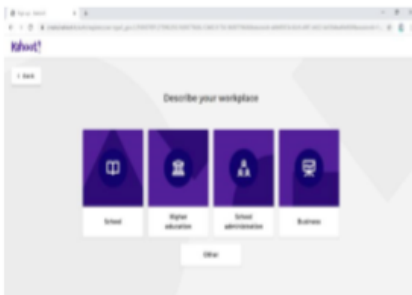 Kahoot!
Back
Describe your workplace
School
Higher education
School administration
Business
Other